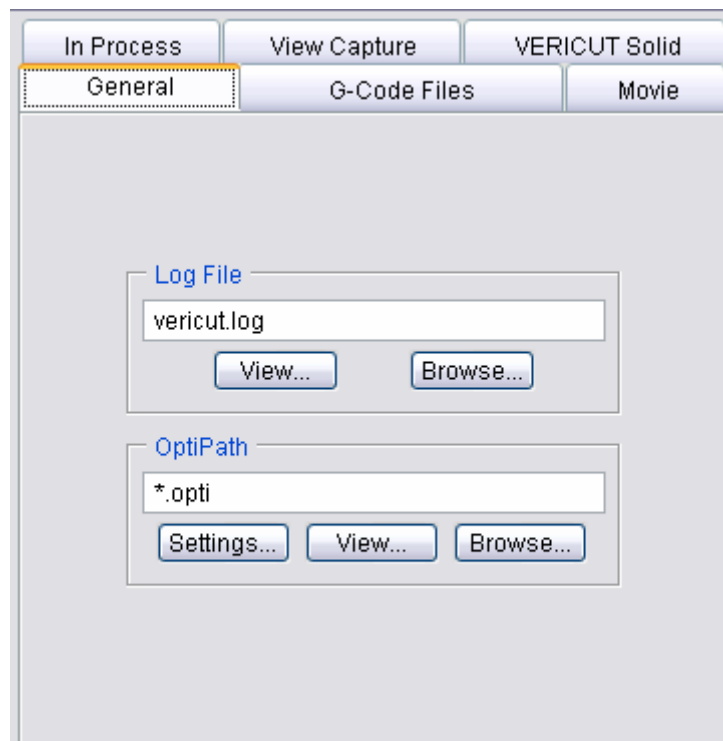 In Process View Capture VERICUT Solid
General G-Code Files Movie
Log File
vericut.log
View... Browse...
OptiPath
*.opti
Settings... View... Browse...